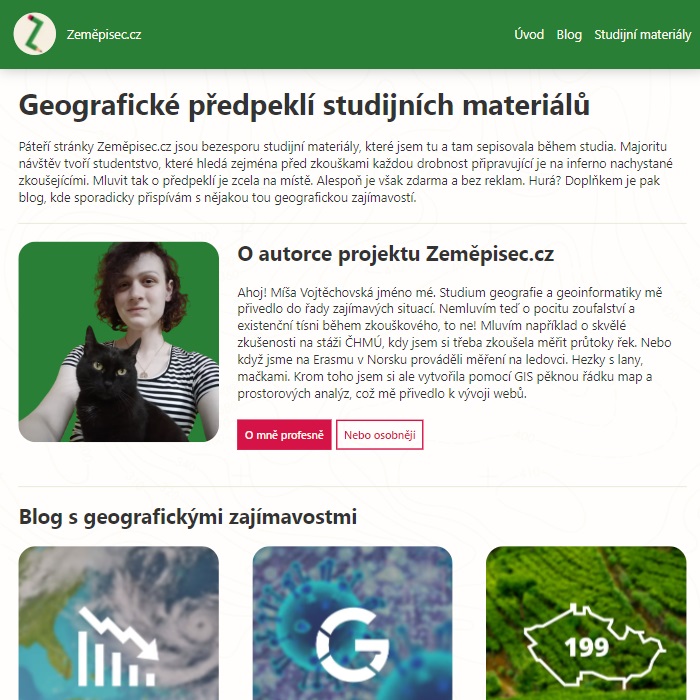 Zeměpisec.cz
Úvod Blog Studijní materiály
Geografické předpeklí studijních materiálů
Páteří stránky Zeměpisec.cz jsou bezesporu studijní materiály, které jsem tu a tam sepisovala během studia. Majoritu
návštěv tvoří studentstvo, které hledá zejména před zkouškami každou drobnost připravující je na inferno nachystané
zkoušejícími. Mluvit tak o předpeklí je zcela na místě. Alespoň je však zdarma a bez reklam. Hurá? Doplňkem je pak
blog, kde sporadicky přispívám s nějakou tou geografickou zajímavostí.
O autorce projektu Zeměpisec.cz
Ahoj! Míša Vojtěchovská jméno mé. Studium geografie a geoinformatiky mě
přivedlo do řady zajímavých situací. Nemluvím teď o pocitu zoufalství a
existenční tísni během zkouškového, to ne! Mluvím například o skvělé
zkušenosti na stáži ČHMÚ, kdy jsem si třeba zkoušela měřit průtoky řek. Nebo
když jsme na Erasmu v Norsku prováděli měření na ledovci. Hezky s lany,
mačkami. Krom toho jsem si ale vytvořila pomocí GIS pěknou řádku map a
prostorových analýz, což mě přivedlo k vývoji webů.
O mně profesně Nebo osobněji
Blog s geografickými zajímavostmi
G
199